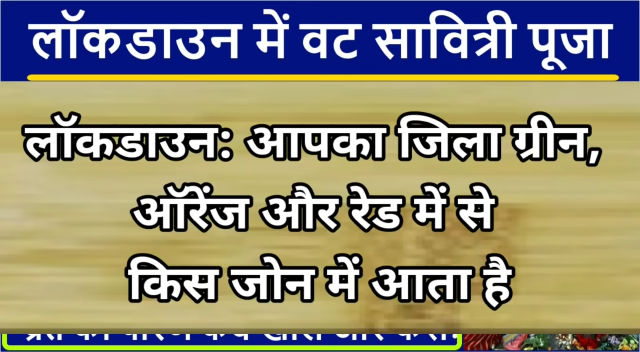 लॉकडाउन में वट सावित्री पूजा
लॉकडाउन: आपका जिला ग्रीन,
ऑरेंज और रेड में से
किस जोन में आता है